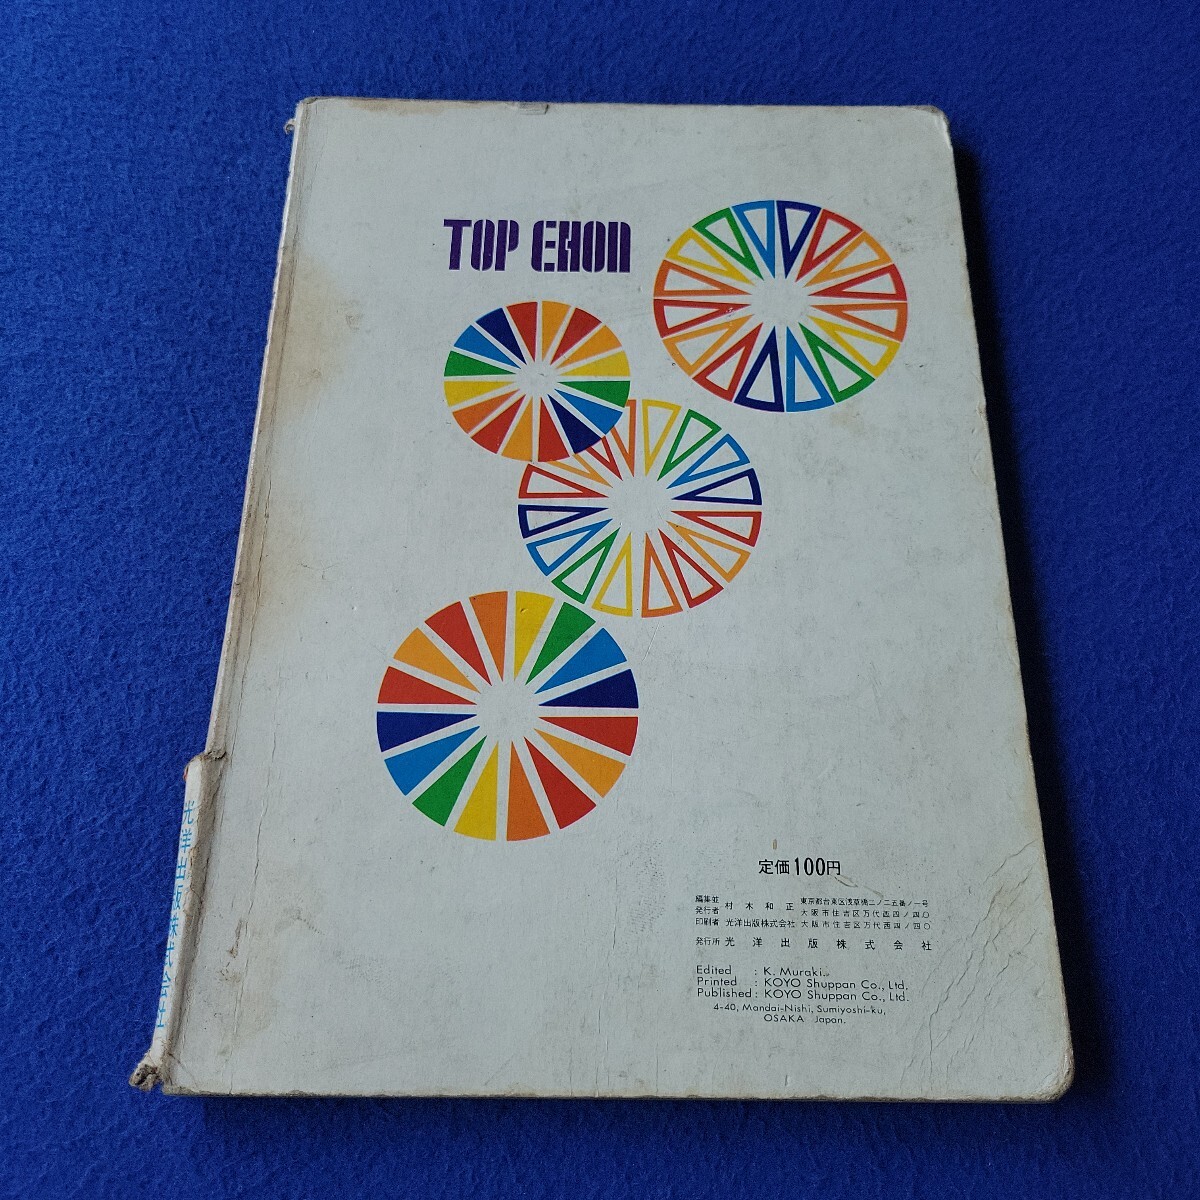 TOP EHON
定価100円
編集並
発行者 村木和正 東京都台東区浅草橋二ノ二五番ノ一号
大阪市住吉区万代西四ノ四〇
印刷者 光洋出版株式会社 大阪市住吉区万代西四ノ四〇
発行所 光洋出版株式会社
Edited : K. Muraki.
Printed : KOYO Shuppan Co., Ltd.
Published : KOYO Shuppan Co., Ltd.
4-40, Mandai-Nishi, Sumiyoshi-ku,
OSAKA Japan.
光洋出版株式会社